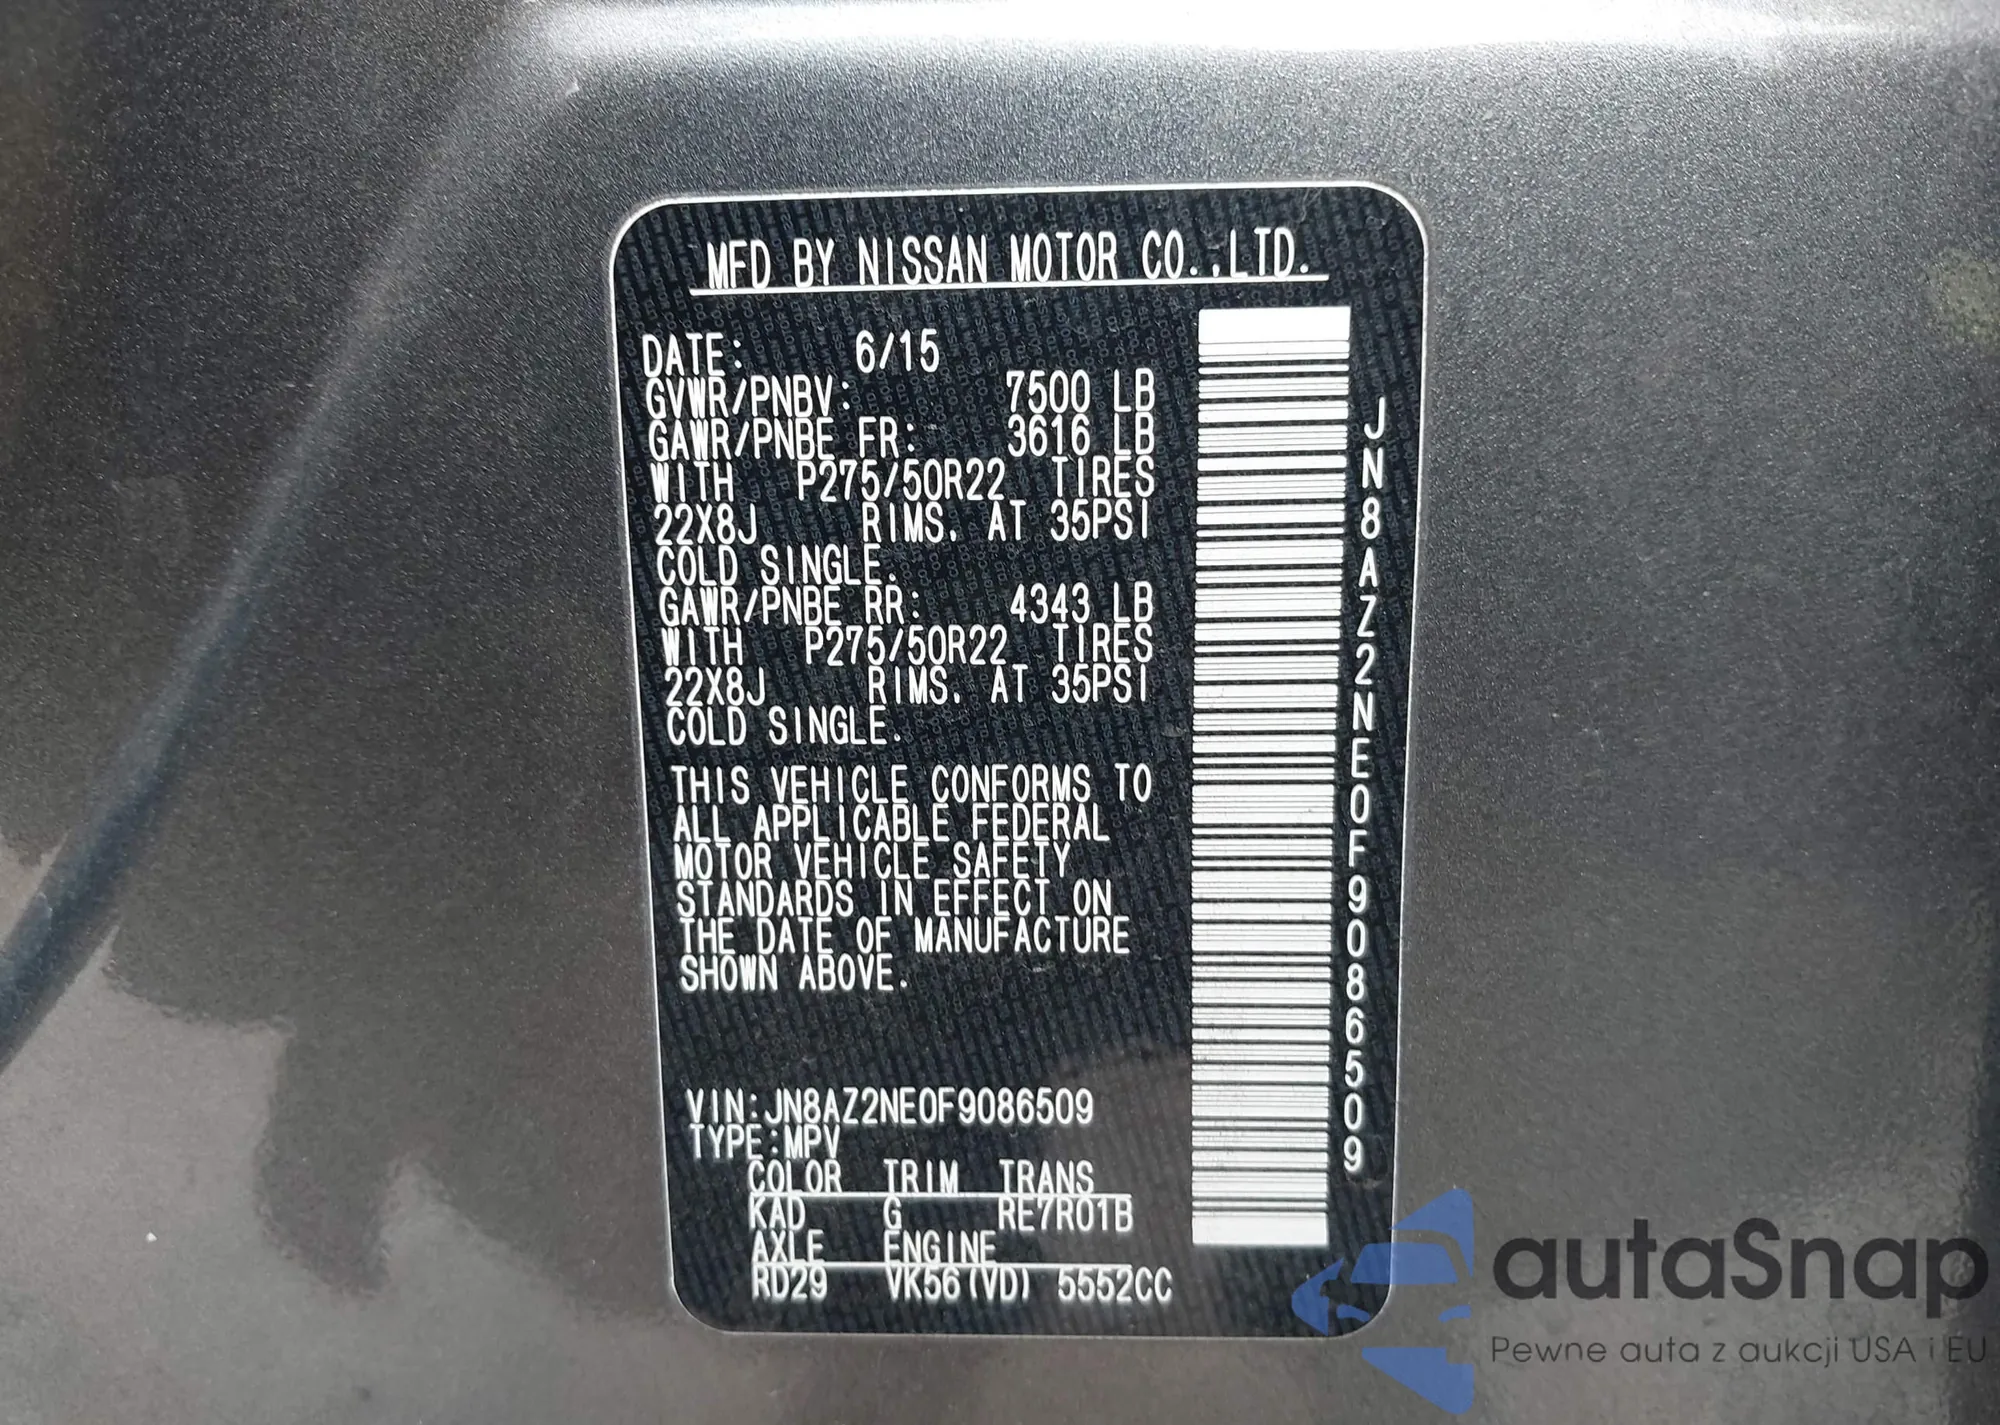 MFD BY NISSAN MOTOR CO.,LTD.
DATE: 6/15
GVWR/PNBV: 7500 LB
GAWR/PNBE FR: 3616 LB
WITH P275/50R22 TIRES
22X8J RIMS. AT 35PSI
COLD SINGLE.
GAWR/PNBE RR: 4343 LB
WITH P275/50R22 TIRES
22X8J RIMS. AT 35PSI
COLD SINGLE.
THIS VEHICLE CONFORMS TO
ALL APPLICABLE FEDERAL
MOTOR VEHICLE SAFETY
STANDARDS IN EFFECT ON
THE DATE OF MANUFACTURE
SHOWN ABOVE.
VIN:JN8AZ2NE0F9086509
TYPE:MPV
COLOR TRIM TRANS
KAD G RE7R01B
AXLE ENGINE
RD29 VK56(VD) 5552CC
JN8AZ2NE0F9086509
autaSnap
Pewne auta z aukcji USA i EU